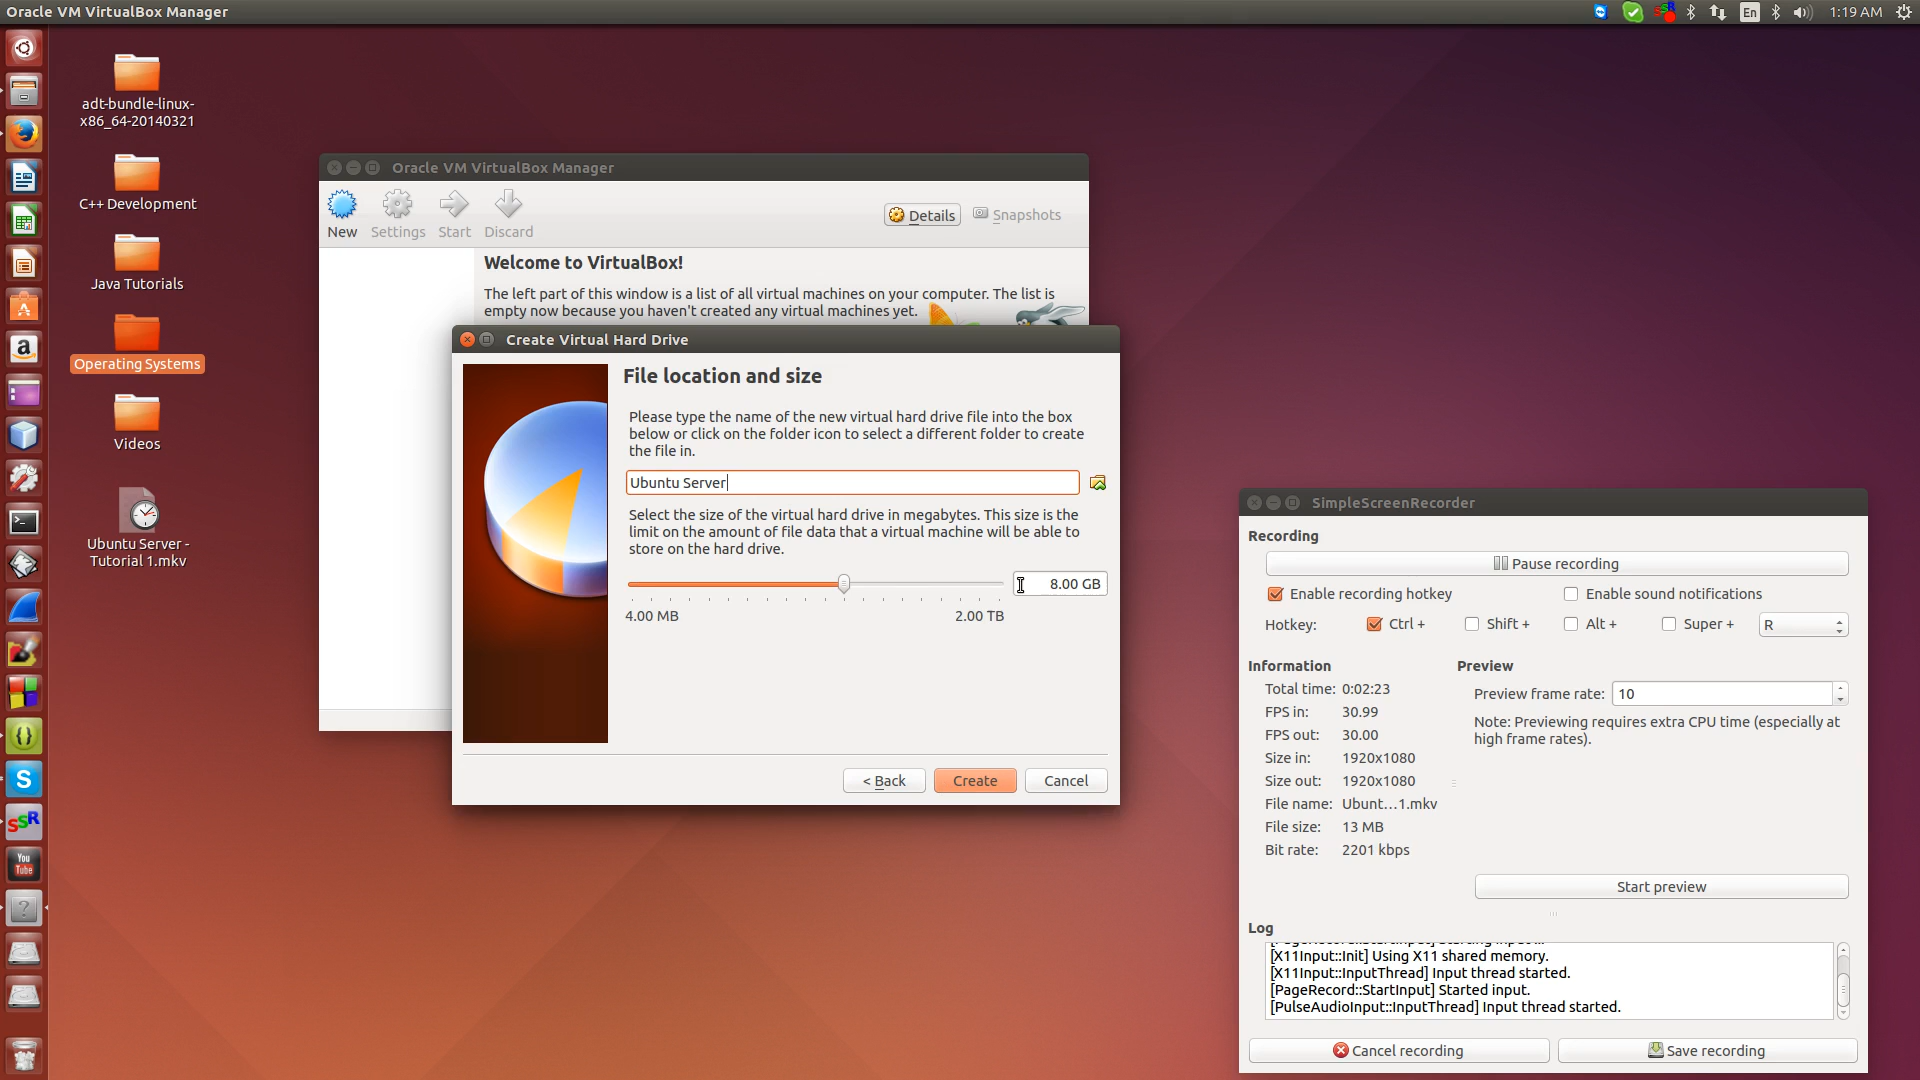 Oracle VM VirtualBox Manager
En
1:19 AM
adt-bundle-linux-
x86_64-20140321
C++ Development
Java Tutorials
Operating Systems
Videos
Ubuntu Server -
Tutorial 1.mkv
a
S
SSR
You
Tube
?
Oracle VM VirtualBox Manager
New
Settings
Start
Discard
Details
Snapshots
Welcome to VirtualBox!
The left part of this window is a list of all virtual machines on your computer. The list is
empty now because you haven't created any virtual machines yet.
Create Virtual Hard Drive
File location and size
Please type the name of the new virtual hard drive file into the box
below or click on the folder icon to select a different folder to create
the file in.
Ubuntu Server
Select the size of the virtual hard drive in megabytes. This size is the
limit on the amount of file data that a virtual machine will be able to
store on the hard drive.
8.00 GB
4.00 MB
2.00 TB
< Back
Create
Cancel
SimpleScreenRecorder
Recording
Pause recording
Enable recording hotkey
Enable sound notifications
Hotkey:
Ctrl +
Shift +
Alt +
Super +
R
Information
Total time: 0:02:23
FPS in: 30.99
FPS out: 30.00
Size in: 1920x1080
Size out: 1920x1080
File name: Ubunt...1.mkv
File size: 13 MB
Bit rate: 2201 kbps
Preview
Preview frame rate: 10
Note: Previewing requires extra CPU time (especially at
high frame rates).
Start preview
Log
[PageRecord::StartInput] Starting input...
[X11Input::Init] Using X11 shared memory.
[X11Input::InputThread] Input thread started.
[PageRecord::StartInput] Started input.
[PulseAudioInput::InputThread] Input thread started.
Cancel recording
Save recording